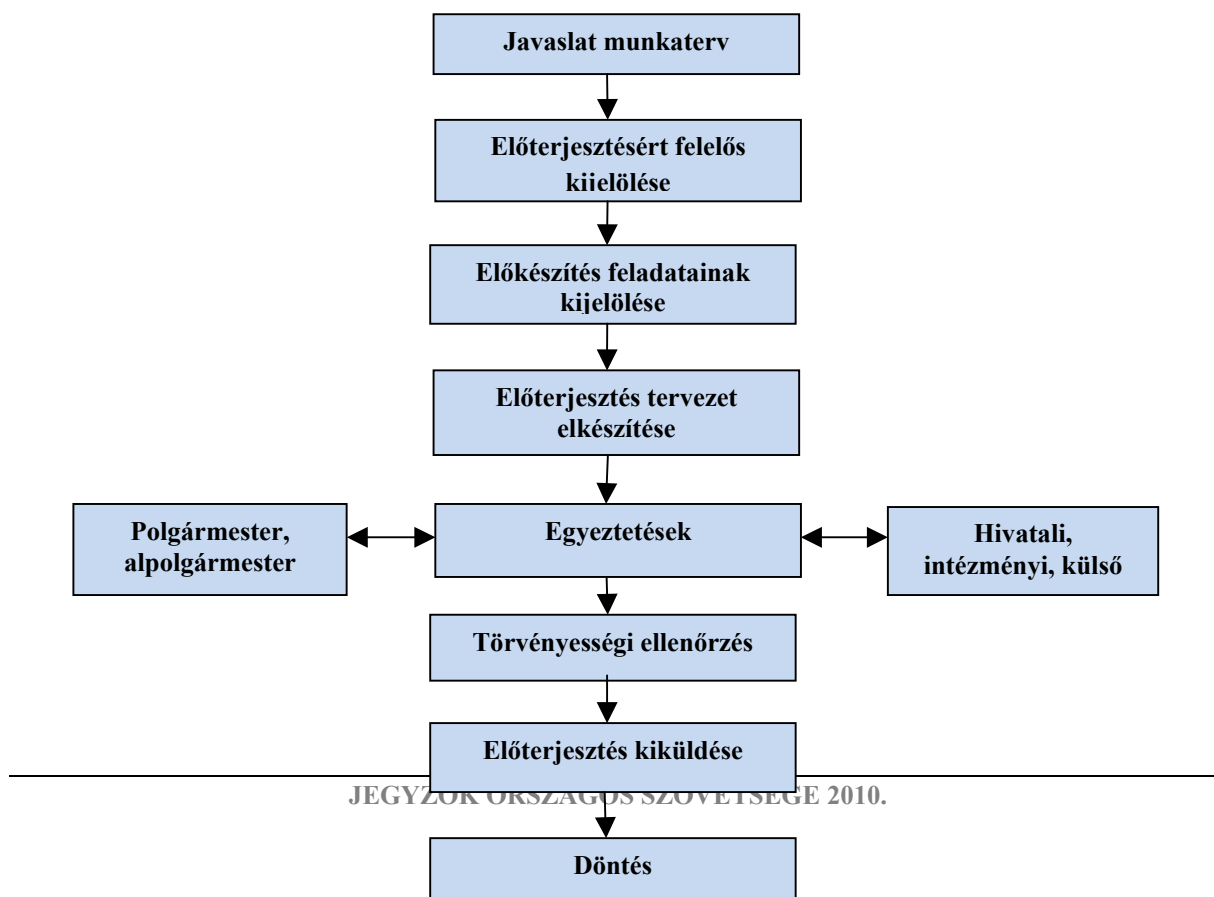 Javaslat munkaterv
Előterjesztésért felelős
kijelölése
Előkészítés feladatainak
kijelölése
Előterjesztés tervezet
elkészítése
Polgármester,
alpolgármester
Egyeztetések
Hivatali,
intézményi, külső
Törvényességi ellenőrzés
Előterjesztés kiküldése
JEGYZŐK ORSZÁGOS SZÖVETSÉGE 2010.
Döntés